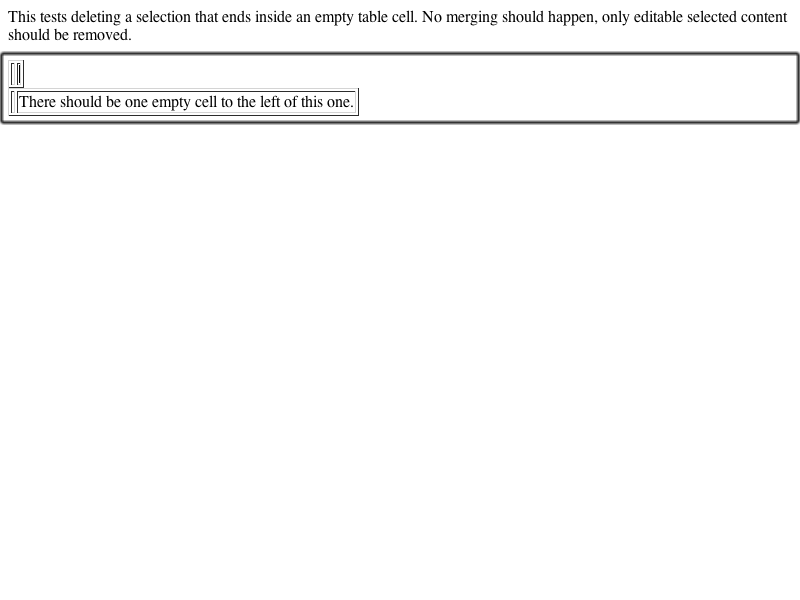 This tests deleting a selection that ends inside an empty table cell. No merging should happen, only editable selected content
should be removed.
There should be one empty cell to the left of this one.